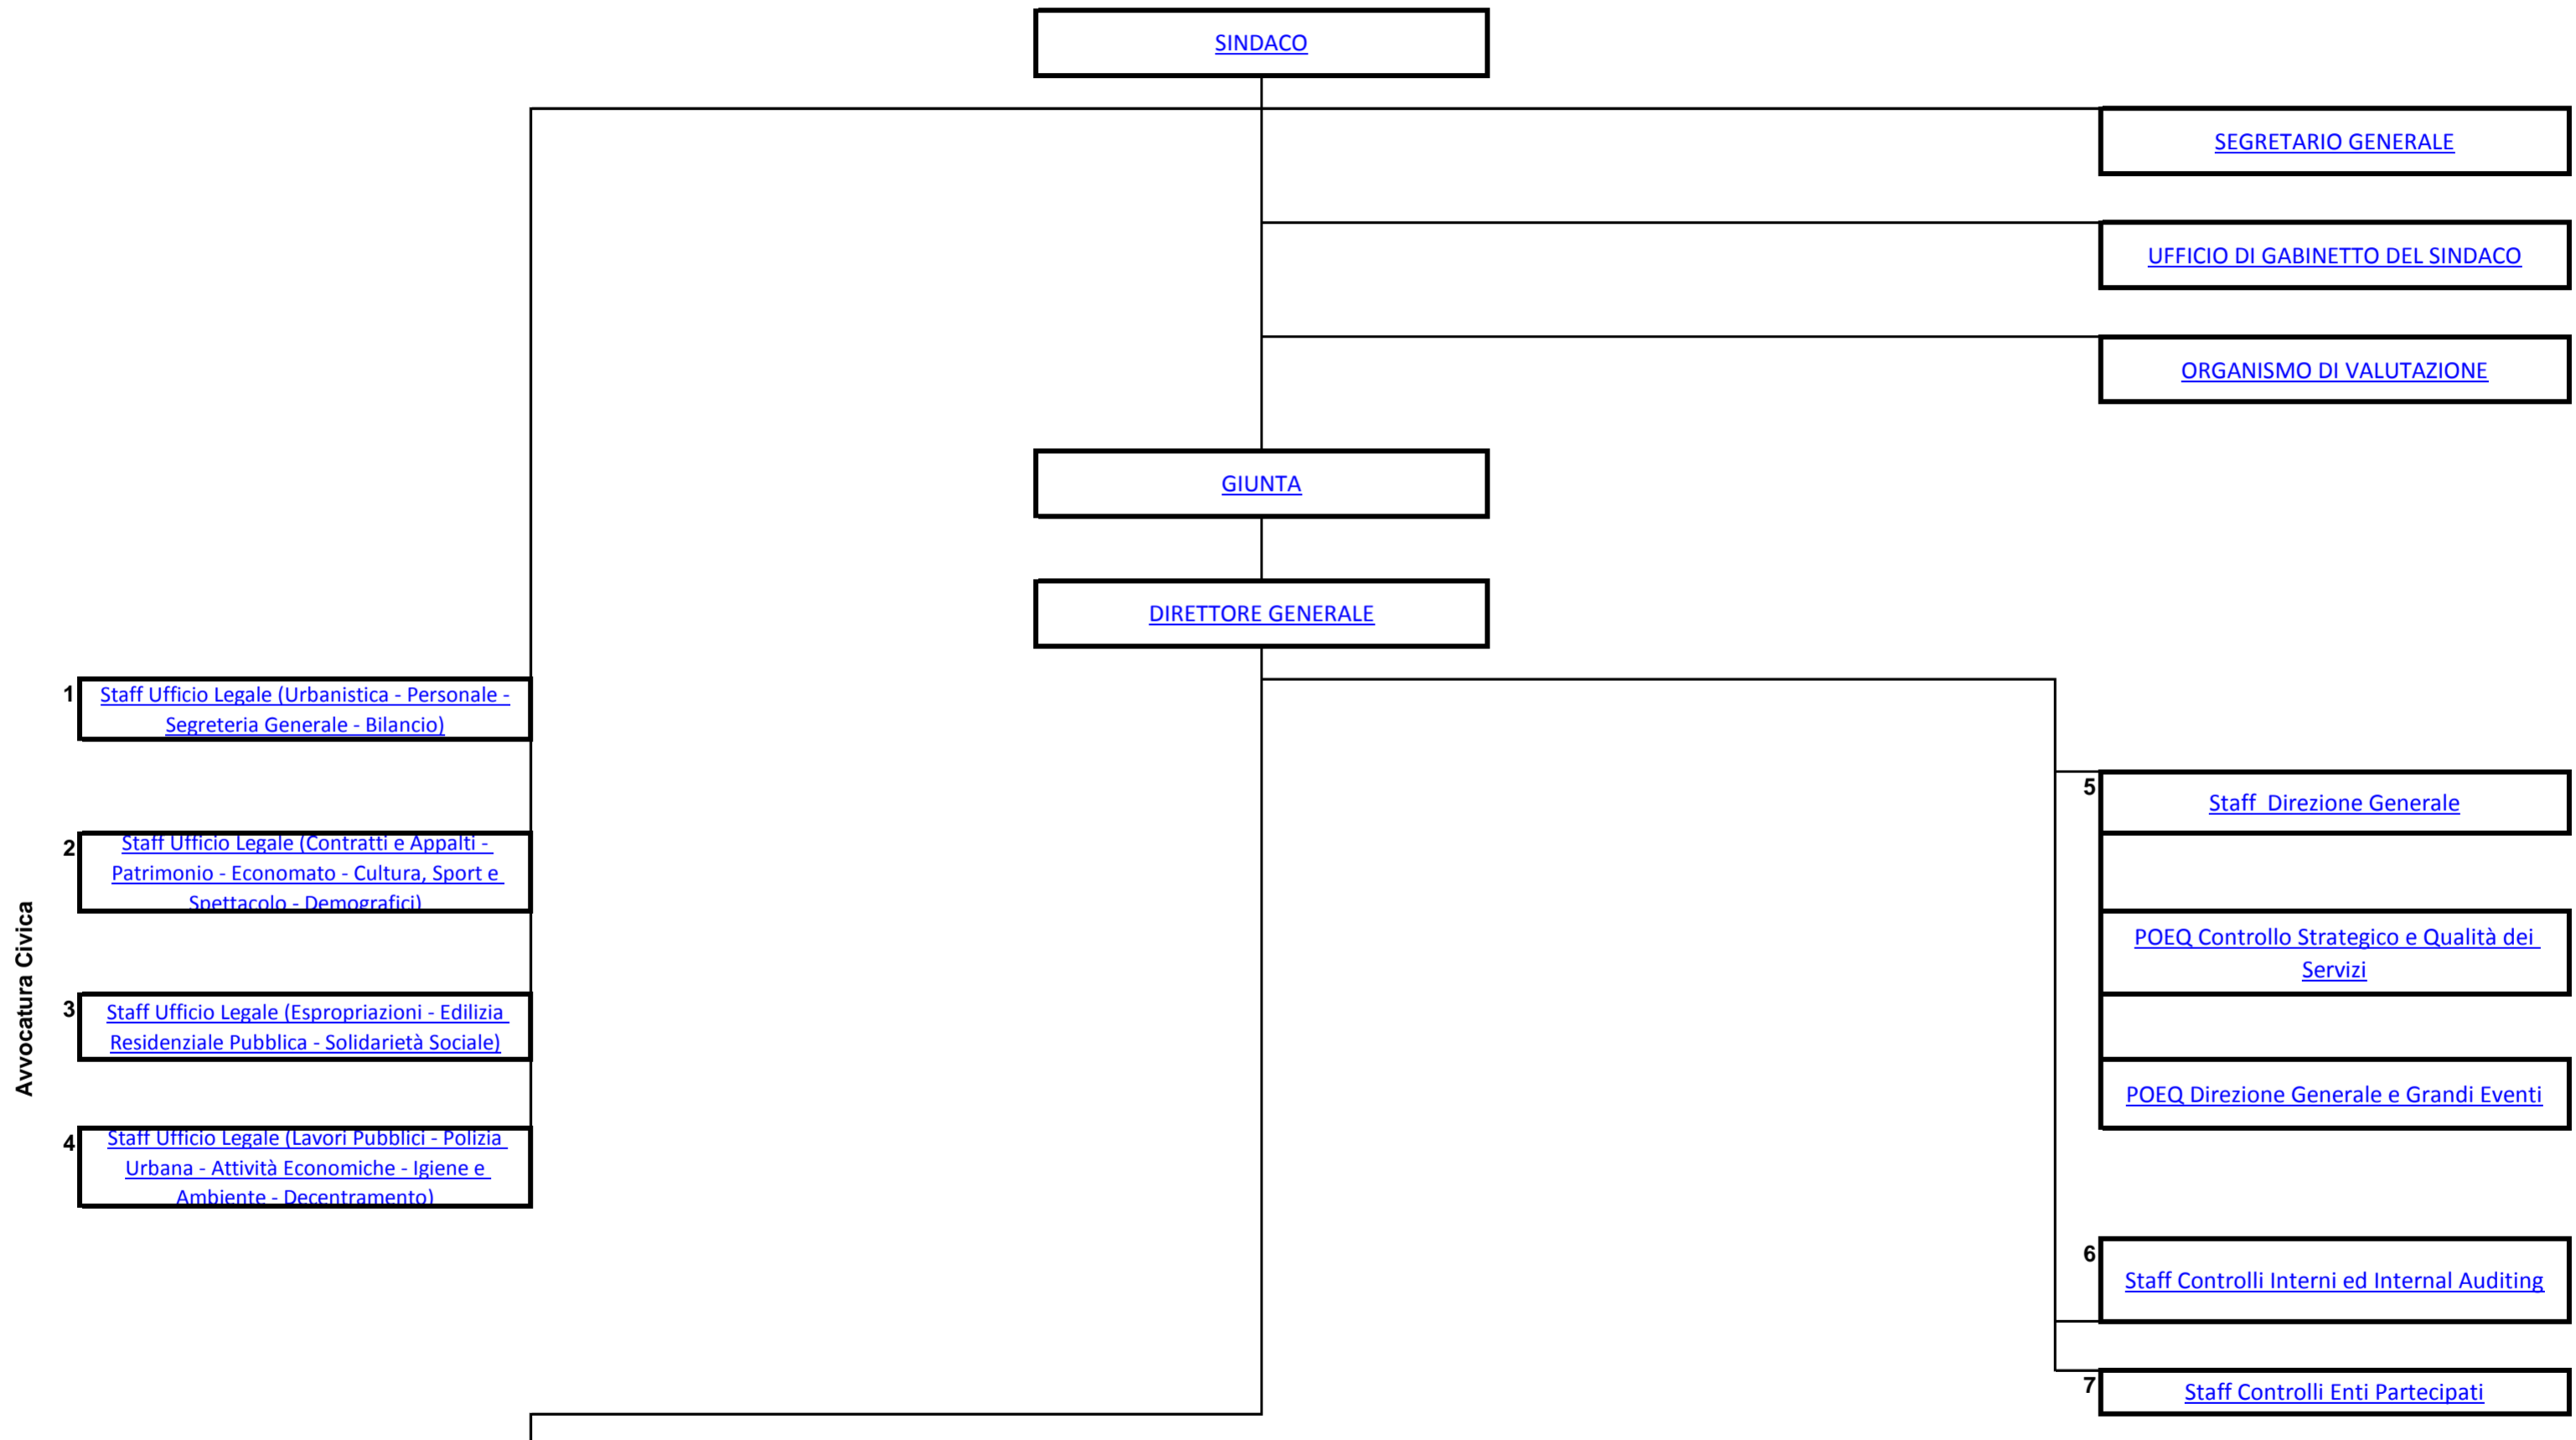 SINDACO
SEGRETARIO GENERALE
UFFICIO DI GABINETTO DEL SINDACO
ORGANISMO DI VALUTAZIONE
GIUNTA
DIRETTORE GENERALE
Avvocatura Civica
1
Staff Ufficio Legale (Urbanistica - Personale -
Segreteria Generale - Bilancio)
2
Staff Ufficio Legale (Contratti e Appalti -
Patrimonio - Economato - Cultura, Sport e
Spettacolo - Demografici)
3
Staff Ufficio Legale (Espropriazioni - Edilizia
Residenziale Pubblica - Solidarietà Sociale)
4
Staff Ufficio Legale (Lavori Pubblici - Polizia
Urbana - Attività Economiche - Igiene e
Ambiente - Decentramento)
5
Staff Direzione Generale
POEQ Controllo Strategico e Qualità dei
Servizi
POEQ Direzione Generale e Grandi Eventi
6
Staff Controlli Interni ed Internal Auditing
7
Staff Controlli Enti Partecipati